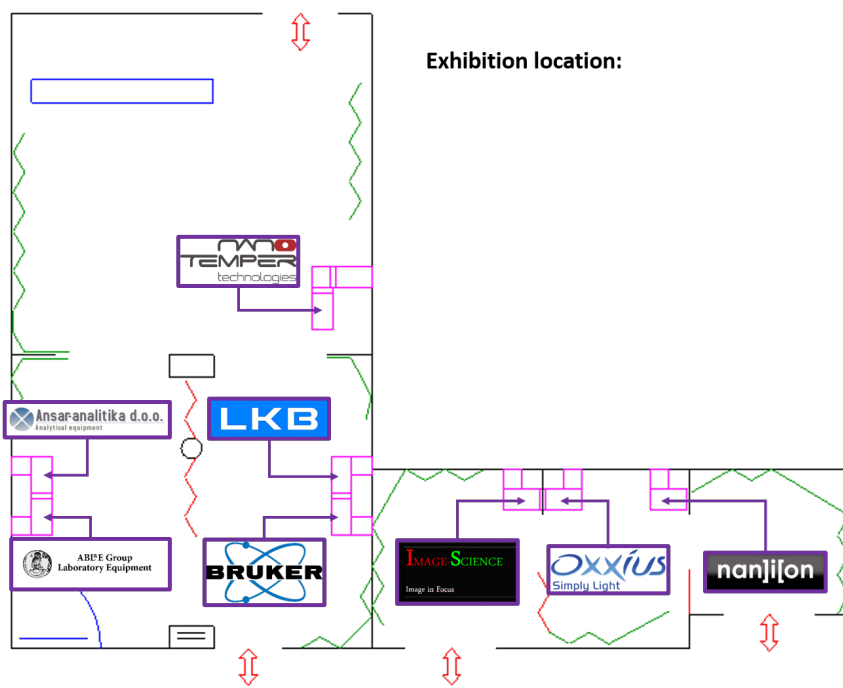 Exhibition location:
NANO
TEMPER
technologies
Ansar-analitika d.o.o.
Analytical equipment
LKB
ABL&E Group
Laboratory Equipment
BRUKER
IMAGE SCIENCE
Image in Focus
OXXIUS
Simply Light
nan]i[on